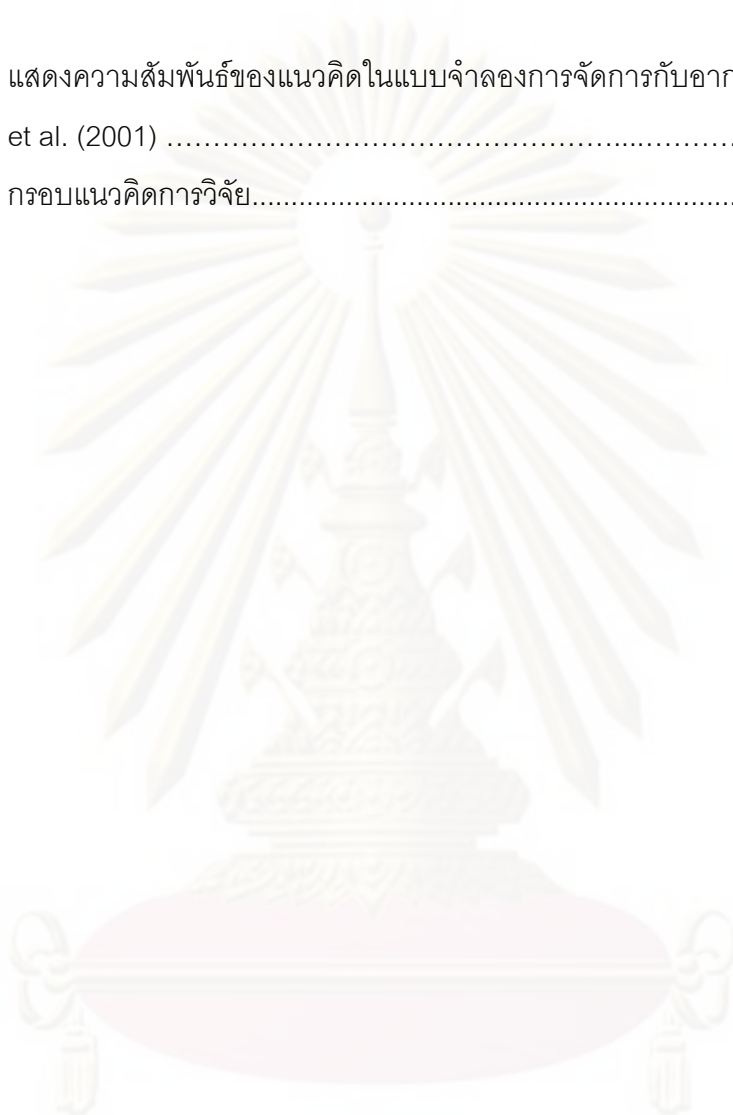 แสดงความสัมพันธ์ของแนวคิดในแบบจำลองการจัดการกับอาก
et al. (2001) ………………………………………....………
กรอบแนวคิดการวิจัย......................................................................